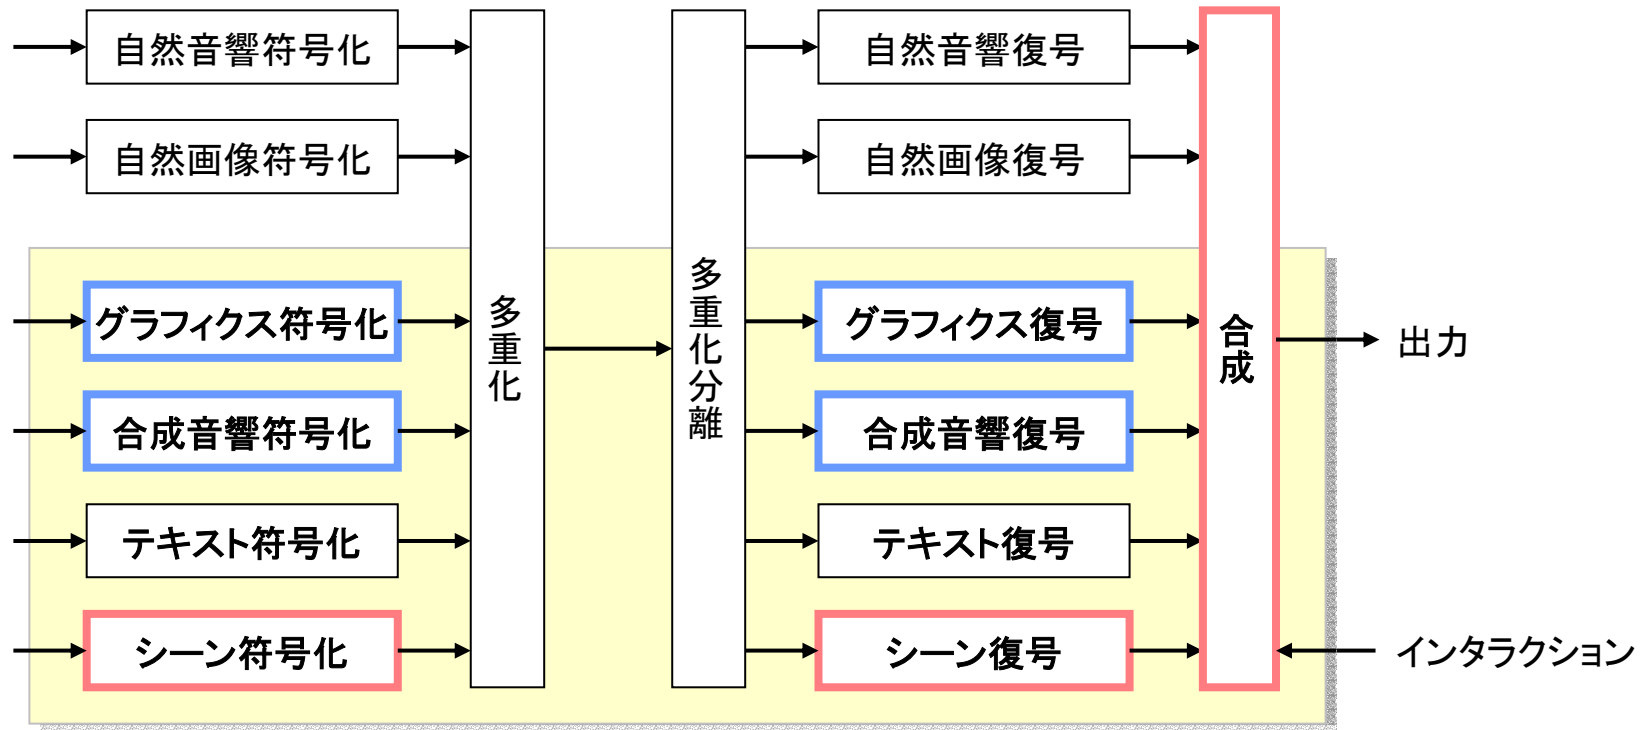 自然音響符号化
自然画像符号化
グラフィクス符号化
合成音響符号化
テキスト符号化
シーン符号化
多重化
多重化分離
自然音響復号
自然画像復号
グラフィクス復号
合成音響復号
テキスト復号
シーン復号
合成
出力
インタラクション